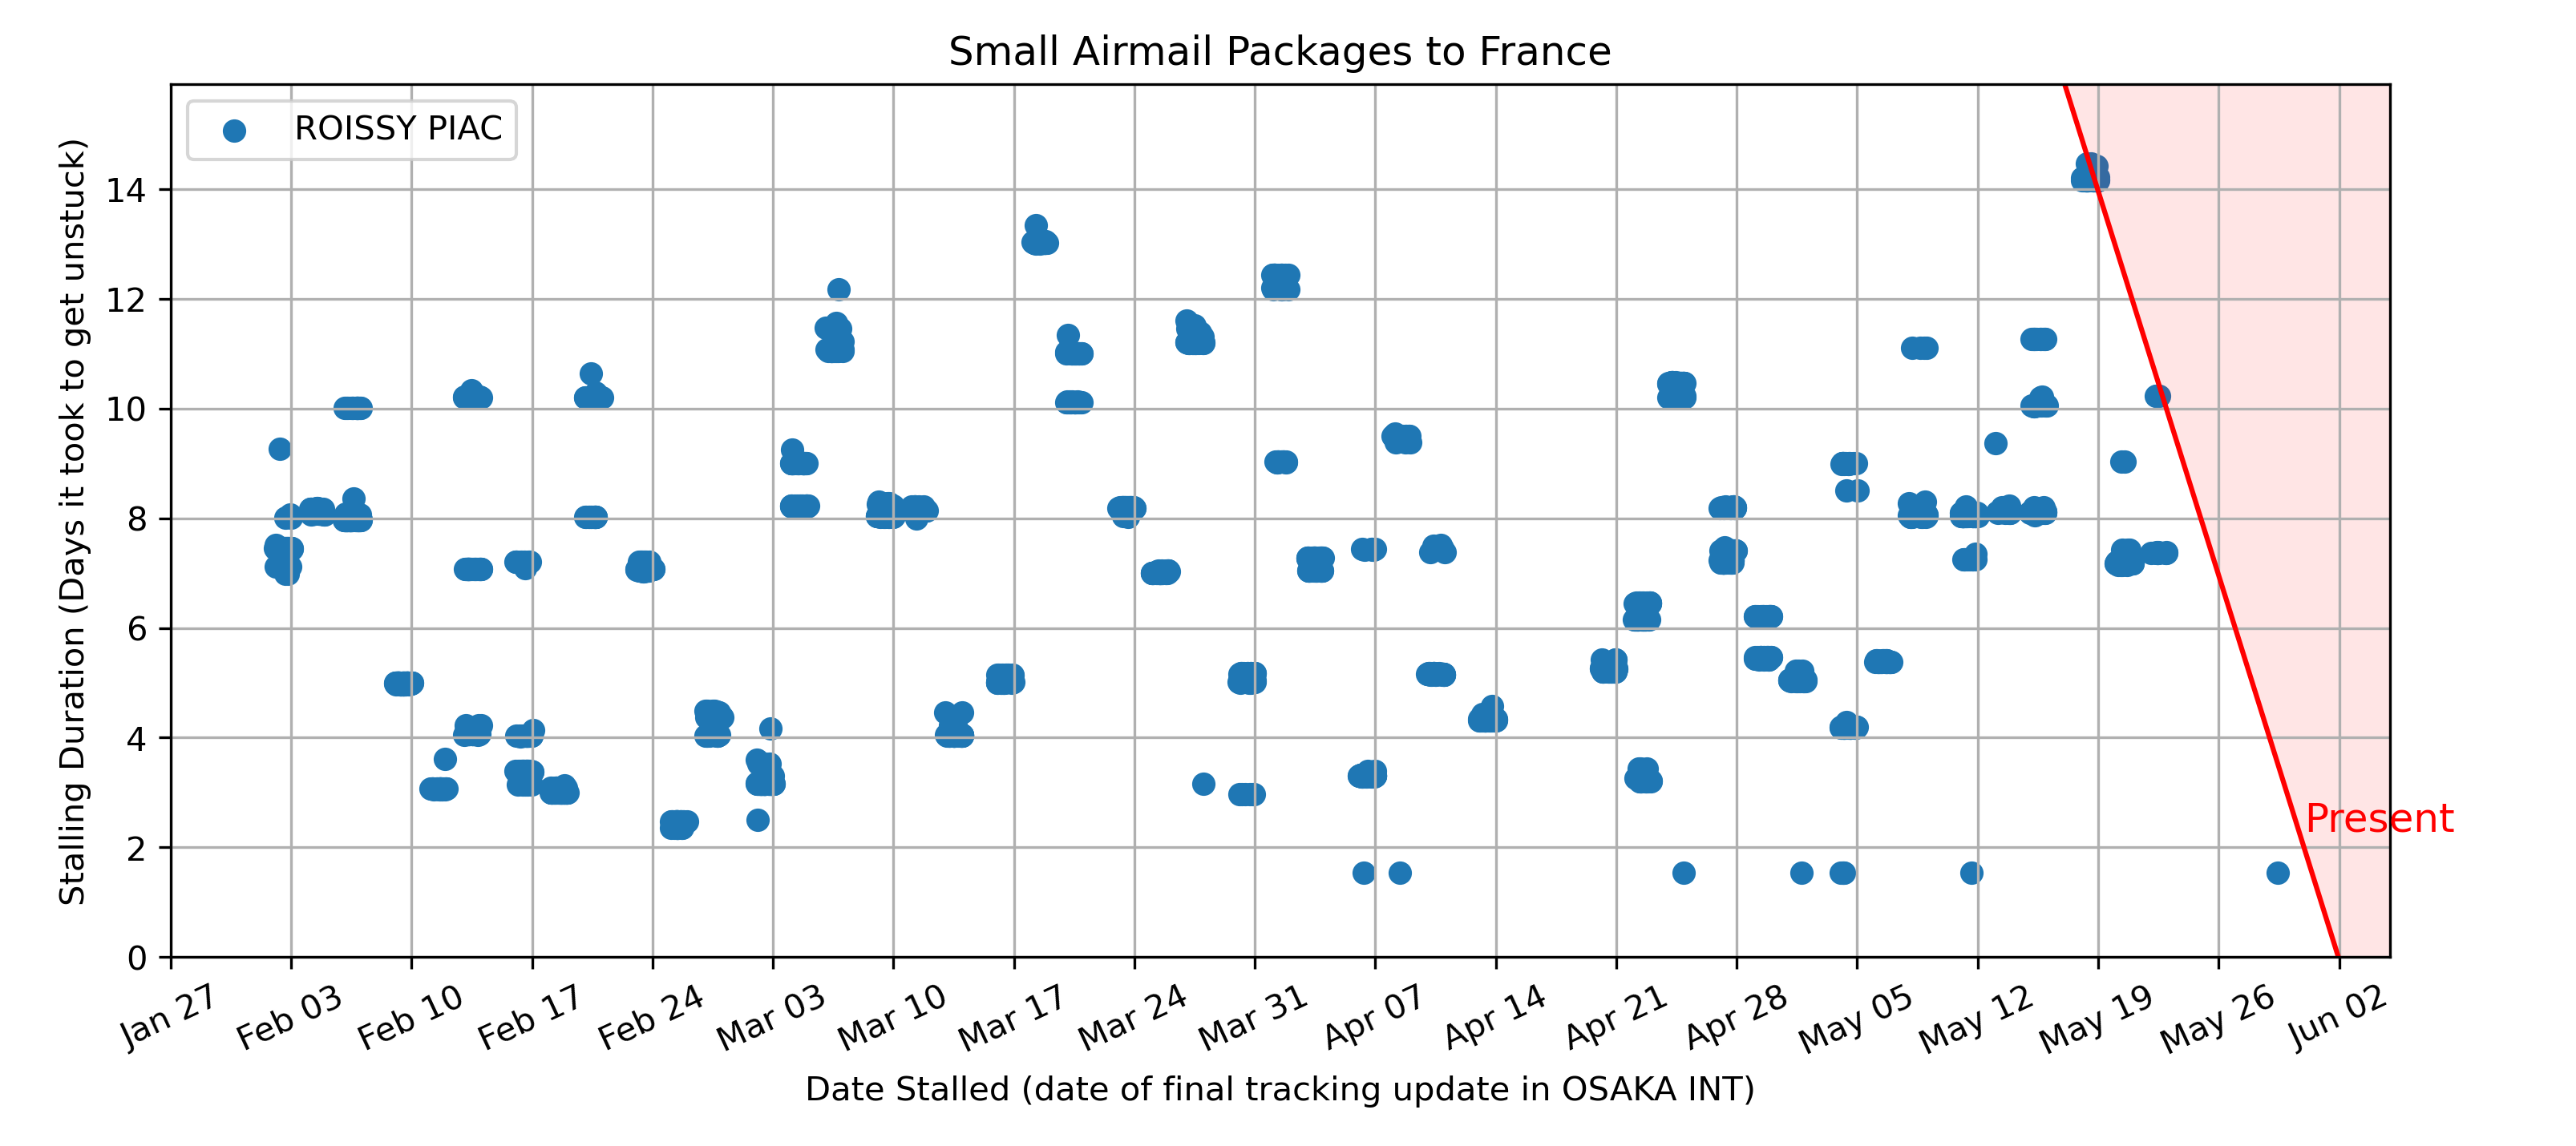 Small Airmail Packages to France
ROISSY PIAC
Stalling Duration (Days it took to get unstuck)
14
12
10
8
6
4
2
0
Present
Jan 27
Feb 03
Feb 10
Feb 17
Feb 24
Mar 03
Mar 10
Mar 17
Mar 24
Mar 31
Apr 07
Apr 14
Apr 21
Apr 28
May 05
May 12
May 19
May 26
Jun 02
Date Stalled (date of final tracking update in OSAKA INT)